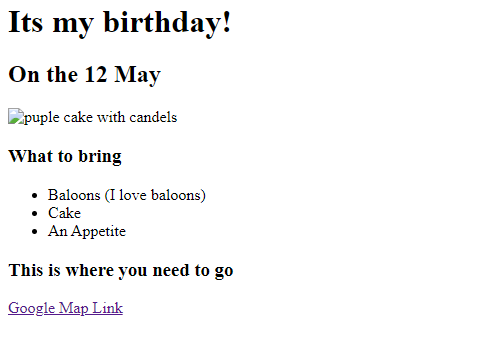 Its my birthday!
On the 12 May
puple cake with candels
What to bring
Baloons (I love baloons)
Cake
An Appetite
This is where you need to go
Google Map Link